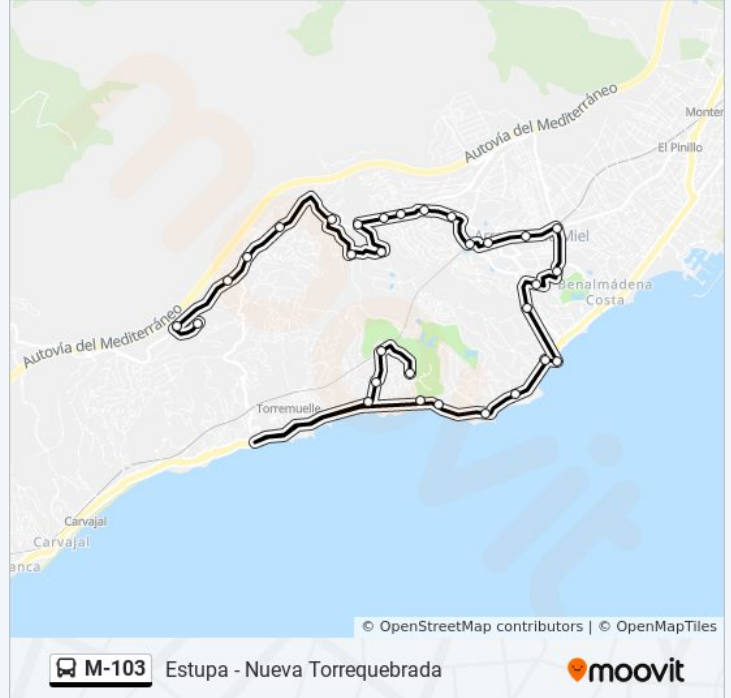 Autovía del Mediterráneo
Monter
El Pinillo
Miel
Benalmádena
Costa
Autovía del Mediterráneo
Torremuelle
Carvajal
Carvajal
anca
© OpenStreetMap contributors | © OpenMapTiles
M-103 Estupa - Nueva Torrequebrada
moovit